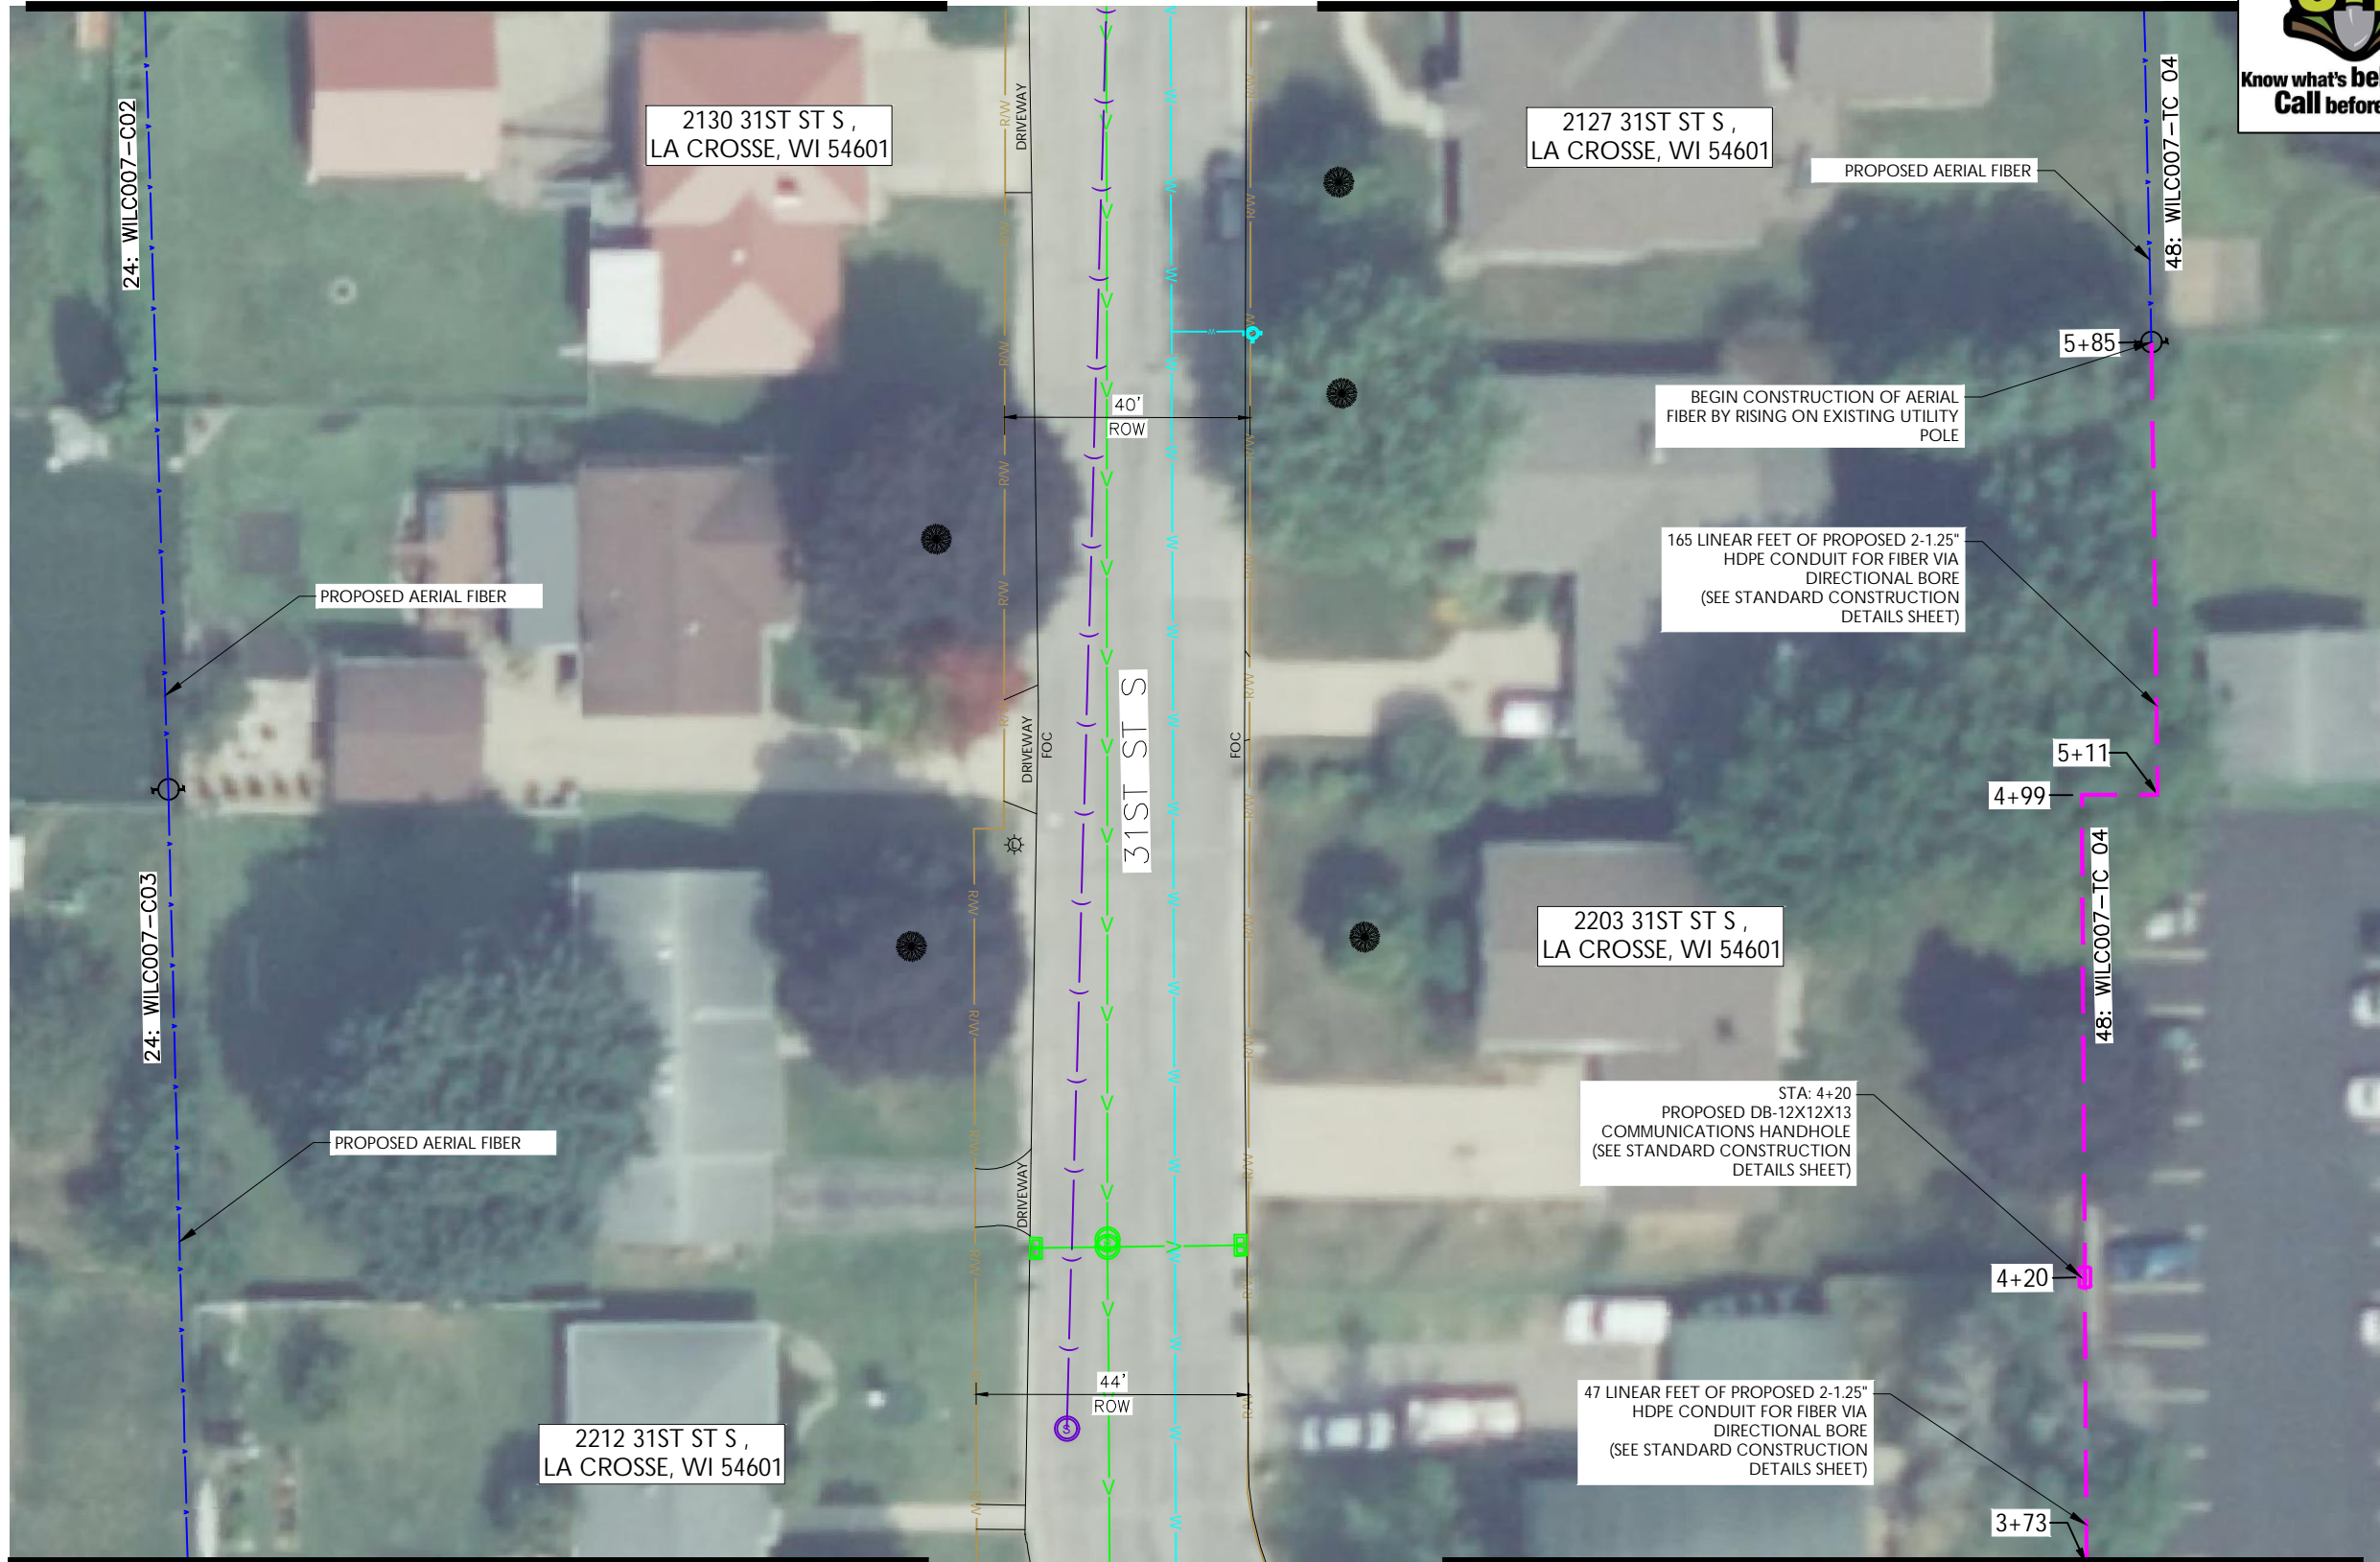 Know what's
Call before
24: WILC007-C02
2130 31ST ST S ,
LA CROSSE, WI 54601
DRIVEWAY
2127 31ST ST S ,
LA CROSSE, WI 54601
PROPOSED AERIAL FIBER
48: WILC007-TC 04
5+85
BEGIN CONSTRUCTION OF AERIAL
FIBER BY RISING ON EXISTING UTILITY
POLE
40'
ROW
165 LINEAR FEET OF PROPOSED 2-1.25"
HDPE CONDUIT FOR FIBER VIA
DIRECTIONAL BORE
(SEE STANDARD CONSTRUCTION
DETAILS SHEET)
PROPOSED AERIAL FIBER
31ST ST S
DRIVEWAY
FOC
FOC
5+11
4+99
24: WILC007-C03
2203 31ST ST S ,
LA CROSSE, WI 54601
48: WILC007-TC 04
STA: 4+20
PROPOSED DB-12X12X13
COMMUNICATIONS HANDHOLE
(SEE STANDARD CONSTRUCTION
DETAILS SHEET)
PROPOSED AERIAL FIBER
DRIVEWAY
4+20
44'
ROW
S
47 LINEAR FEET OF PROPOSED 2-1.25"
HDPE CONDUIT FOR FIBER VIA
DIRECTIONAL BORE
(SEE STANDARD CONSTRUCTION
DETAILS SHEET)
2212 31ST ST S ,
LA CROSSE, WI 54601
3+73
R/W
R/W
W
V